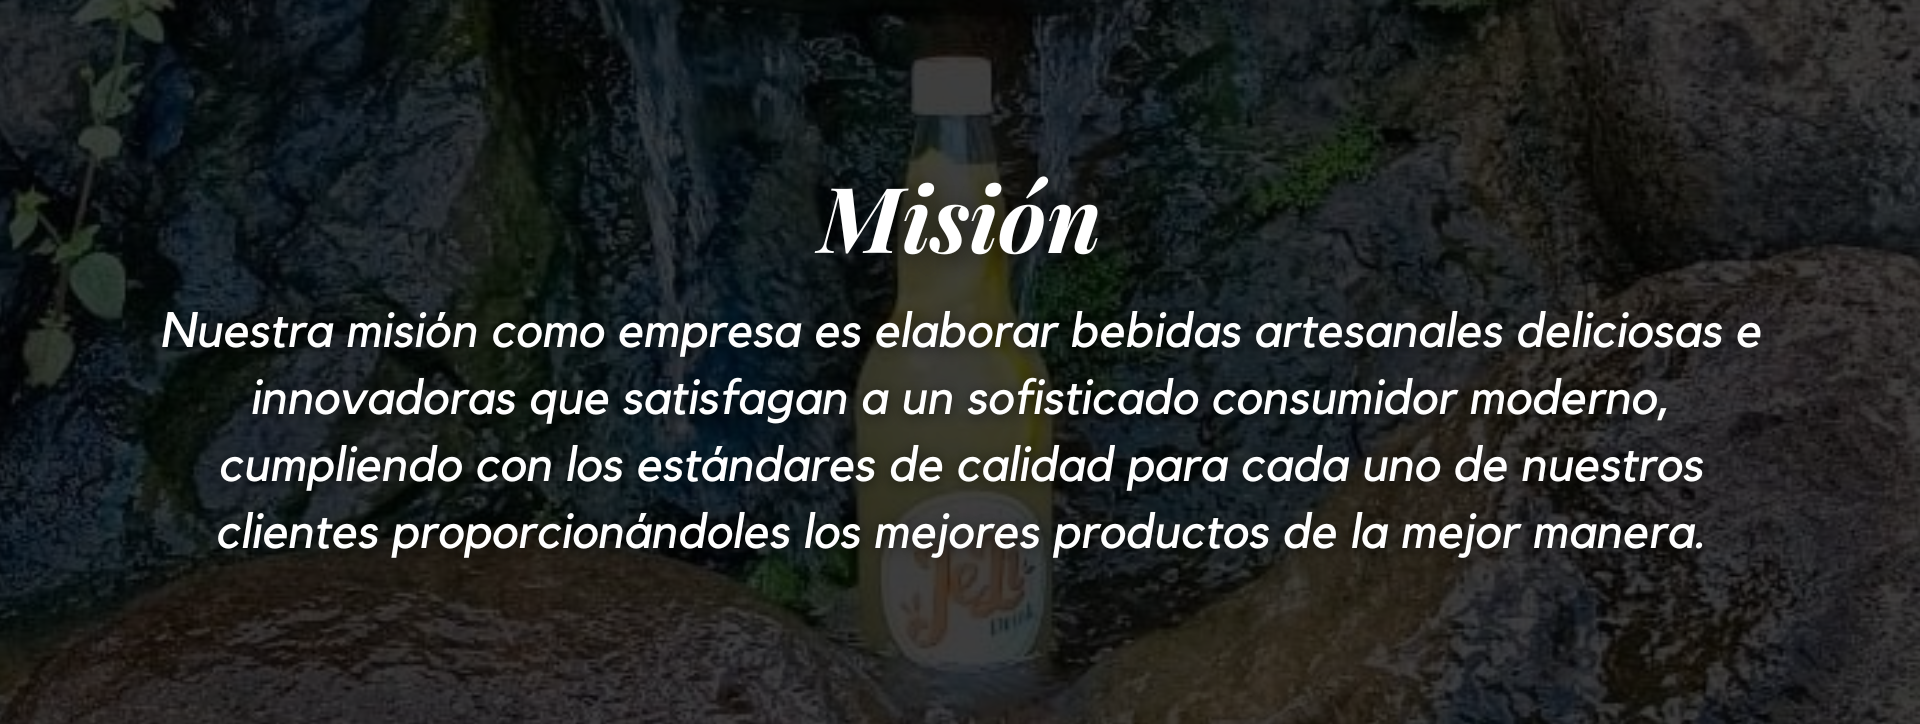 Misión
Nuestra misión como empresa es elaborar bebidas artesanales deliciosas e
innovadoras que satisfagan a un sofisticado consumidor moderno,
cumpliendo con los estándares de calidad para cada uno de nuestros
clientes proporcionándoles los mejores productos de la mejor manera.